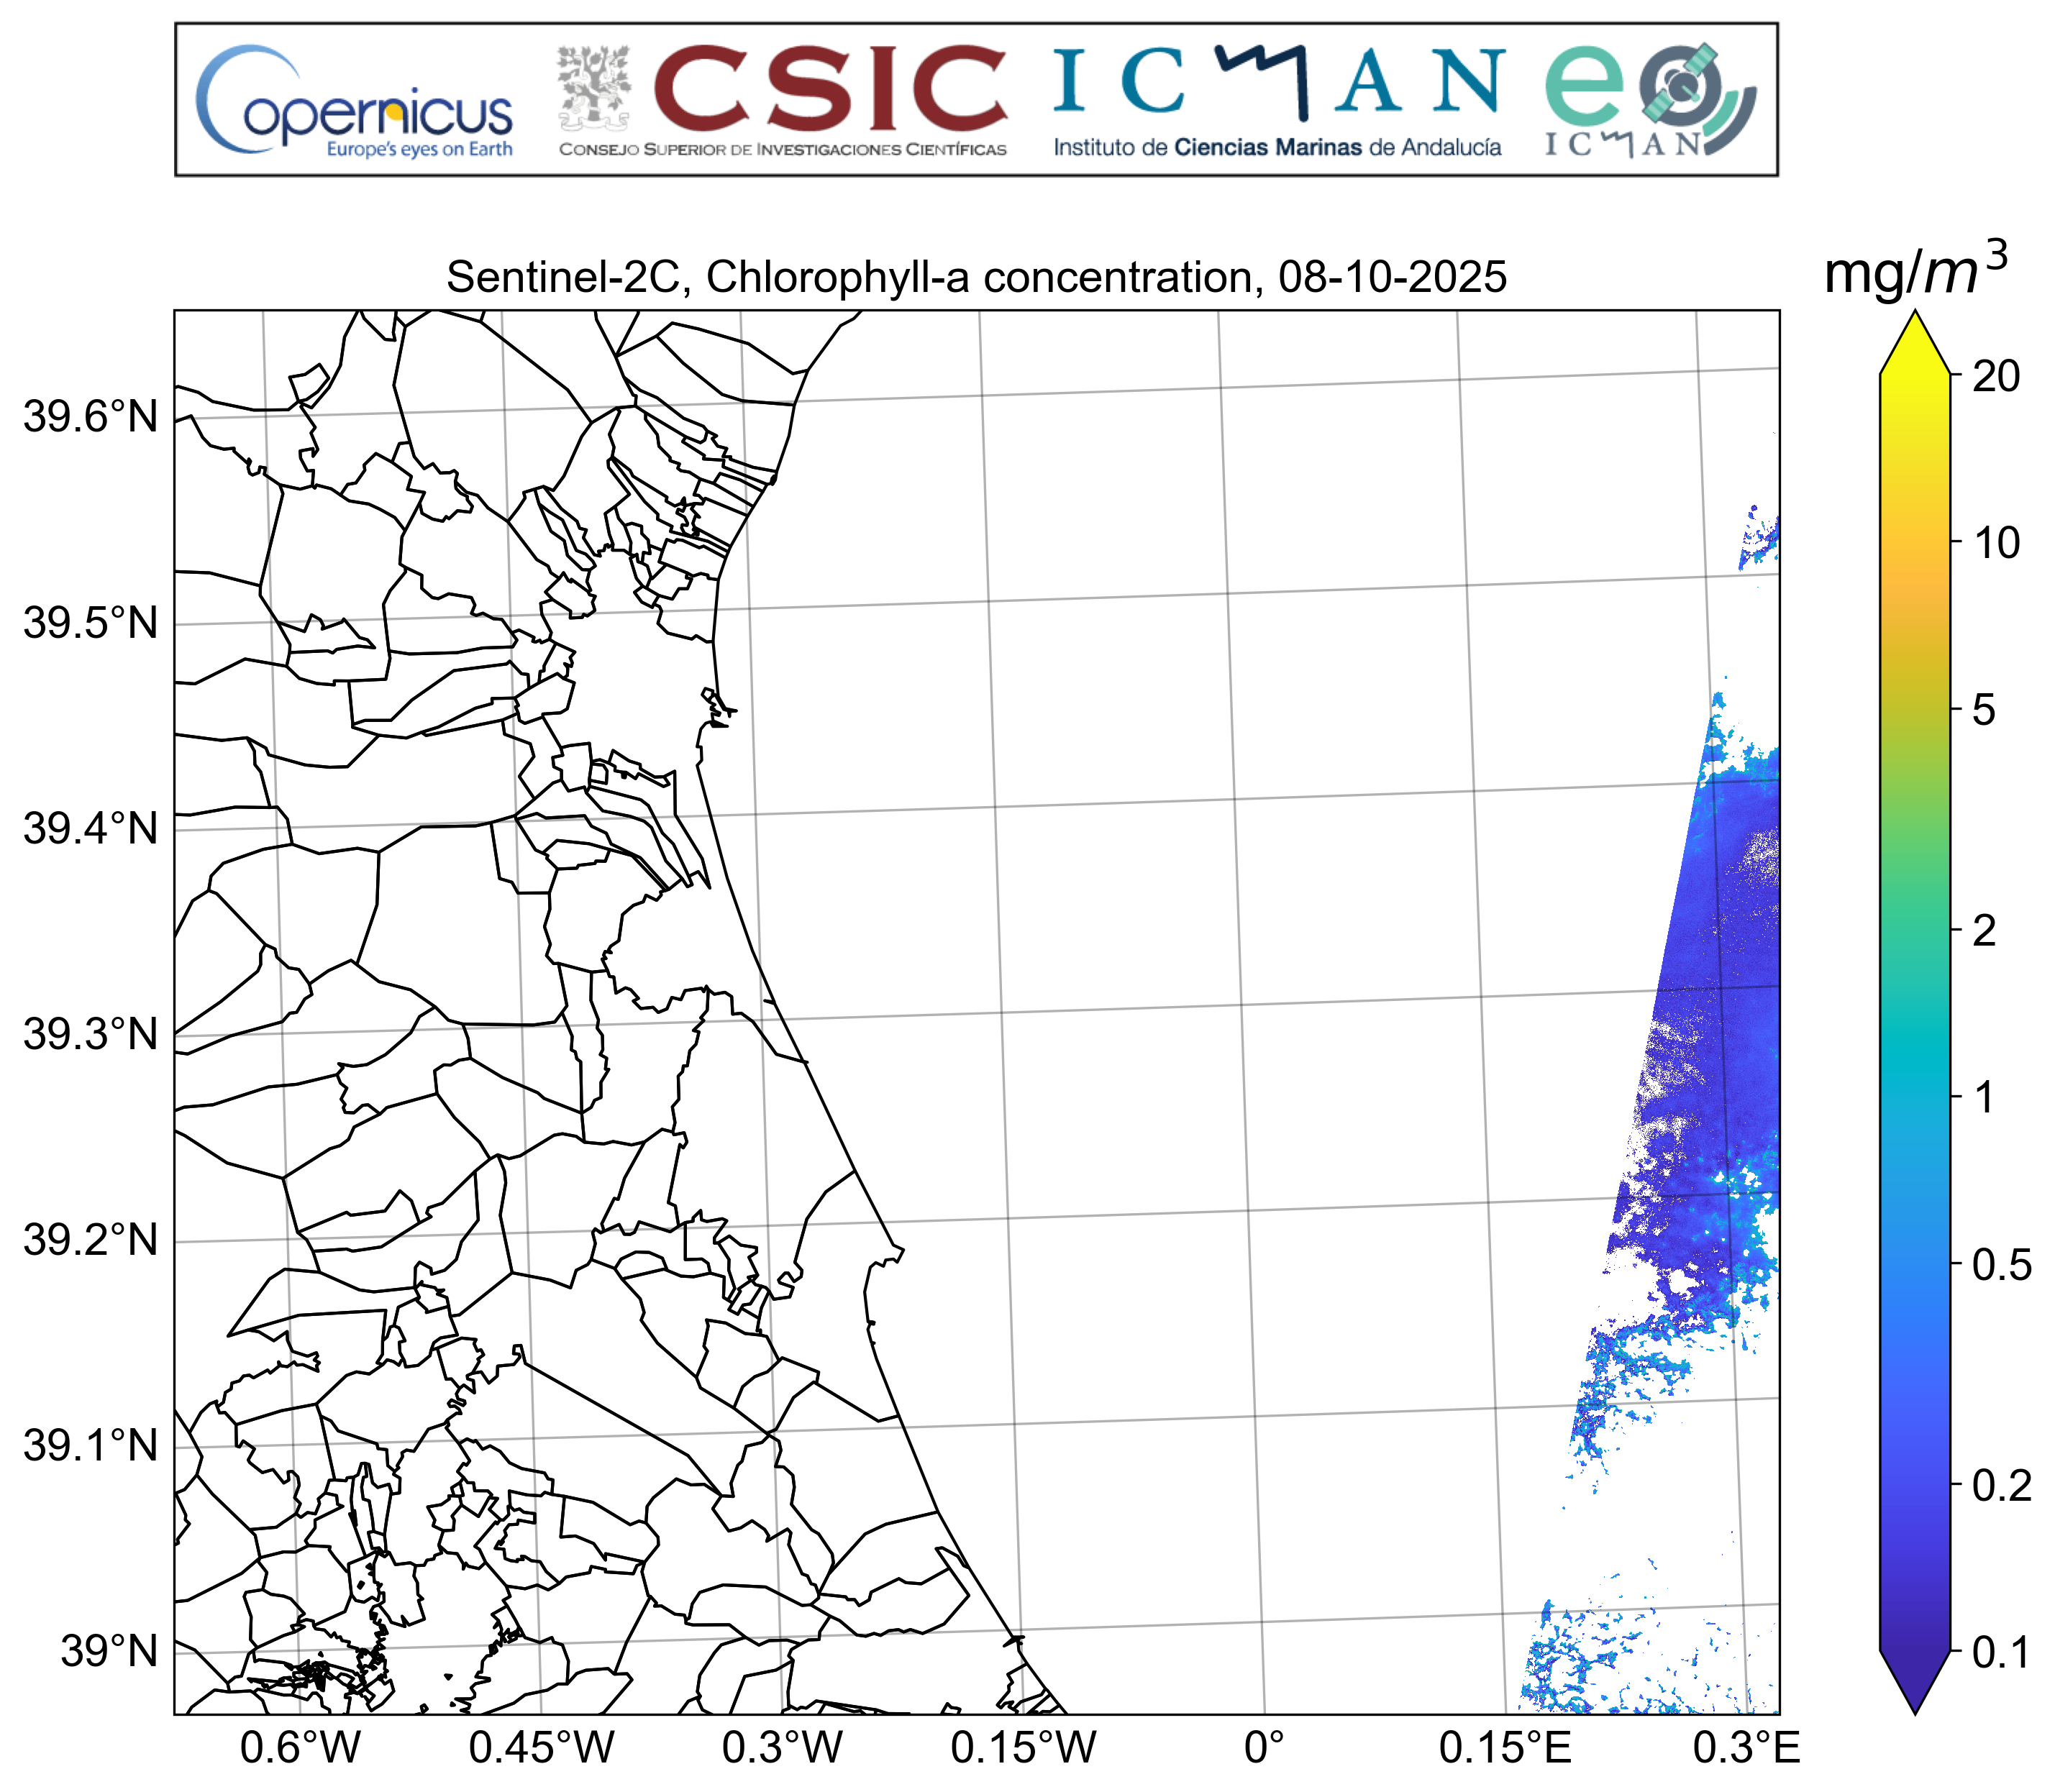 Copernicus
Europe's eyes on Earth
CSIC
CONSEJO SUPERIOR DE INVESTIGACIONES CIENTÍFICAS
ICMAN
Instituto de Ciencias Marinas de Andalucía
eo
ICMAN
Sentinel-2C, Chlorophyll-a concentration, 08-10-2025
mg/m³
39.6°N
39.5°N
39.4°N
39.3°N
39.2°N
39.1°N
39°N
0.6°W
0.45°W
0.3°W
0.15°W
0°
0.15°E
0.3°E
20
10
5
2
1
0.5
0.2
0.1